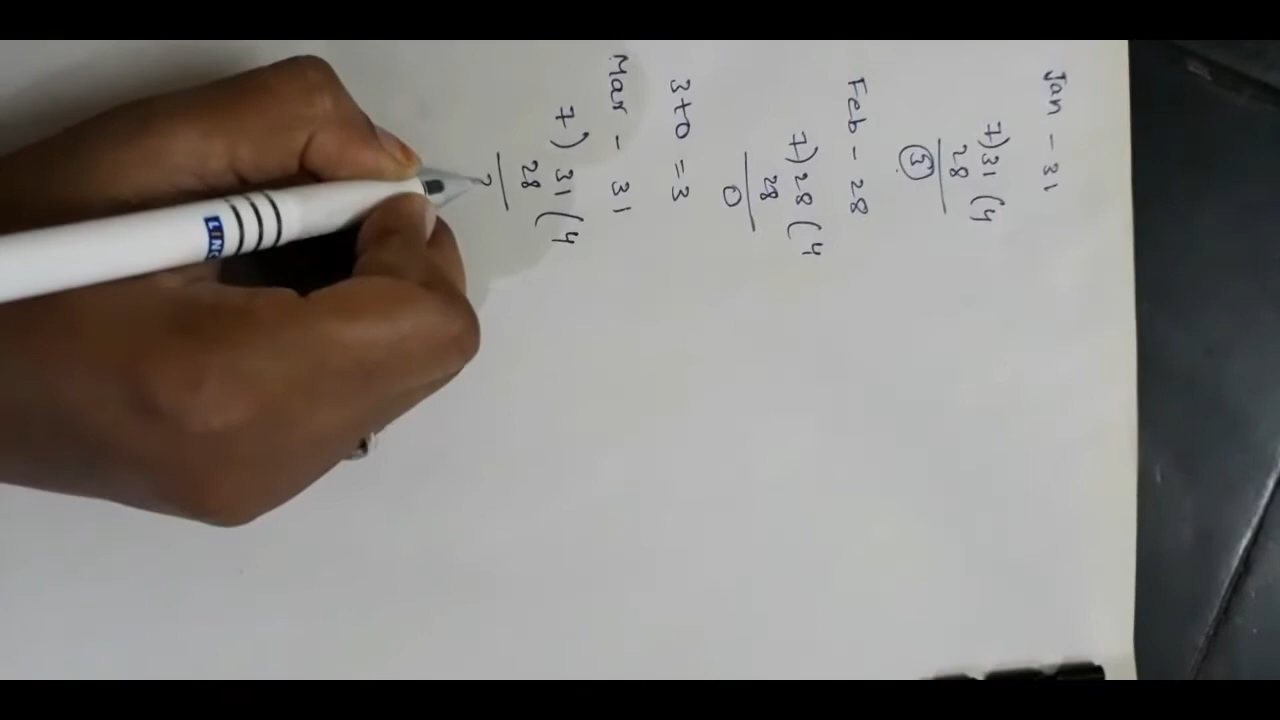 Jan - 31
7)31(4
28
3
Feb - 28
7)28(4
28
0
3+0 = 3
Mar - 31
7)31(4
28
LINC